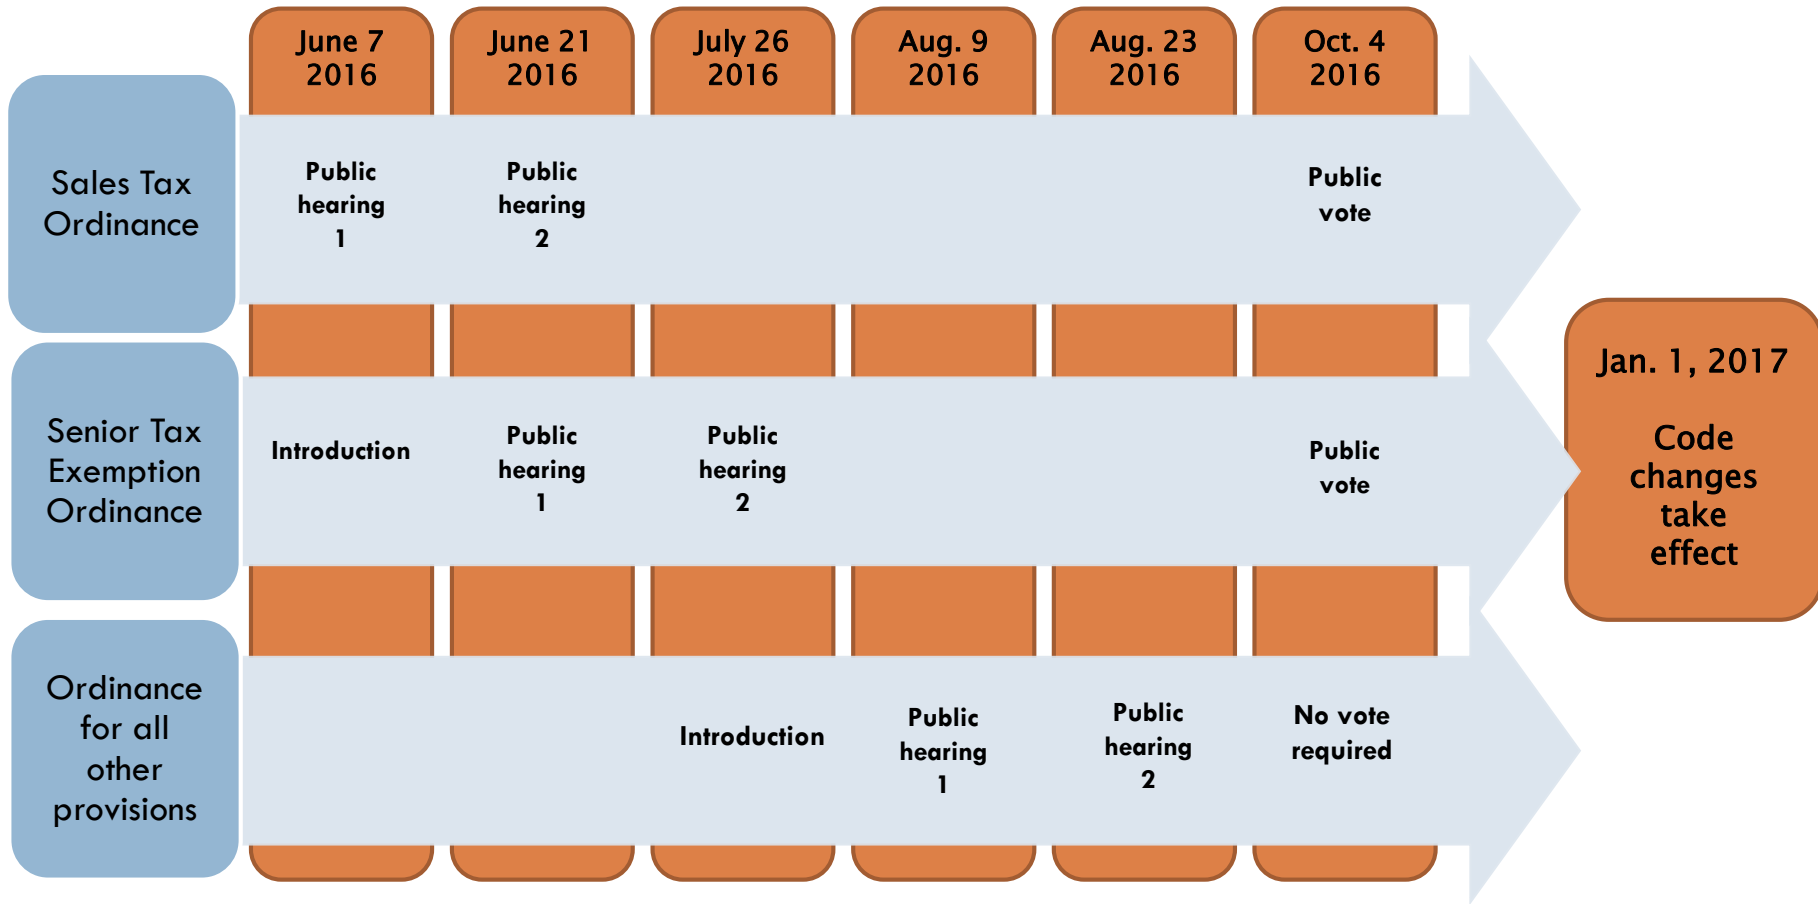 June 7
2016
June 21
2016
July 26
2016
Aug. 9
2016
Aug. 23
2016
Oct. 4
2016
Sales Tax
Ordinance
Public
hearing
1
Public
hearing
2
Public
vote
Senior Tax
Exemption
Ordinance
Introduction
Public
hearing
1
Public
hearing
2
Public
vote
Ordinance
for all
other
provisions
Introduction
Public
hearing
1
Public
hearing
2
No vote
required
Jan. 1, 2017
Code
changes
take
effect